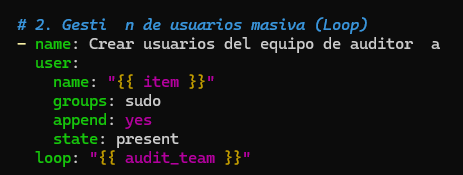 # 2. Gesti  n de usuarios masiva (Loop)
- name: Crear usuarios del equipo de auditor  a
  user:
    name: "{{ item }}"
    groups: sudo
    append: yes
    state: present
  loop: "{{ audit_team }}"